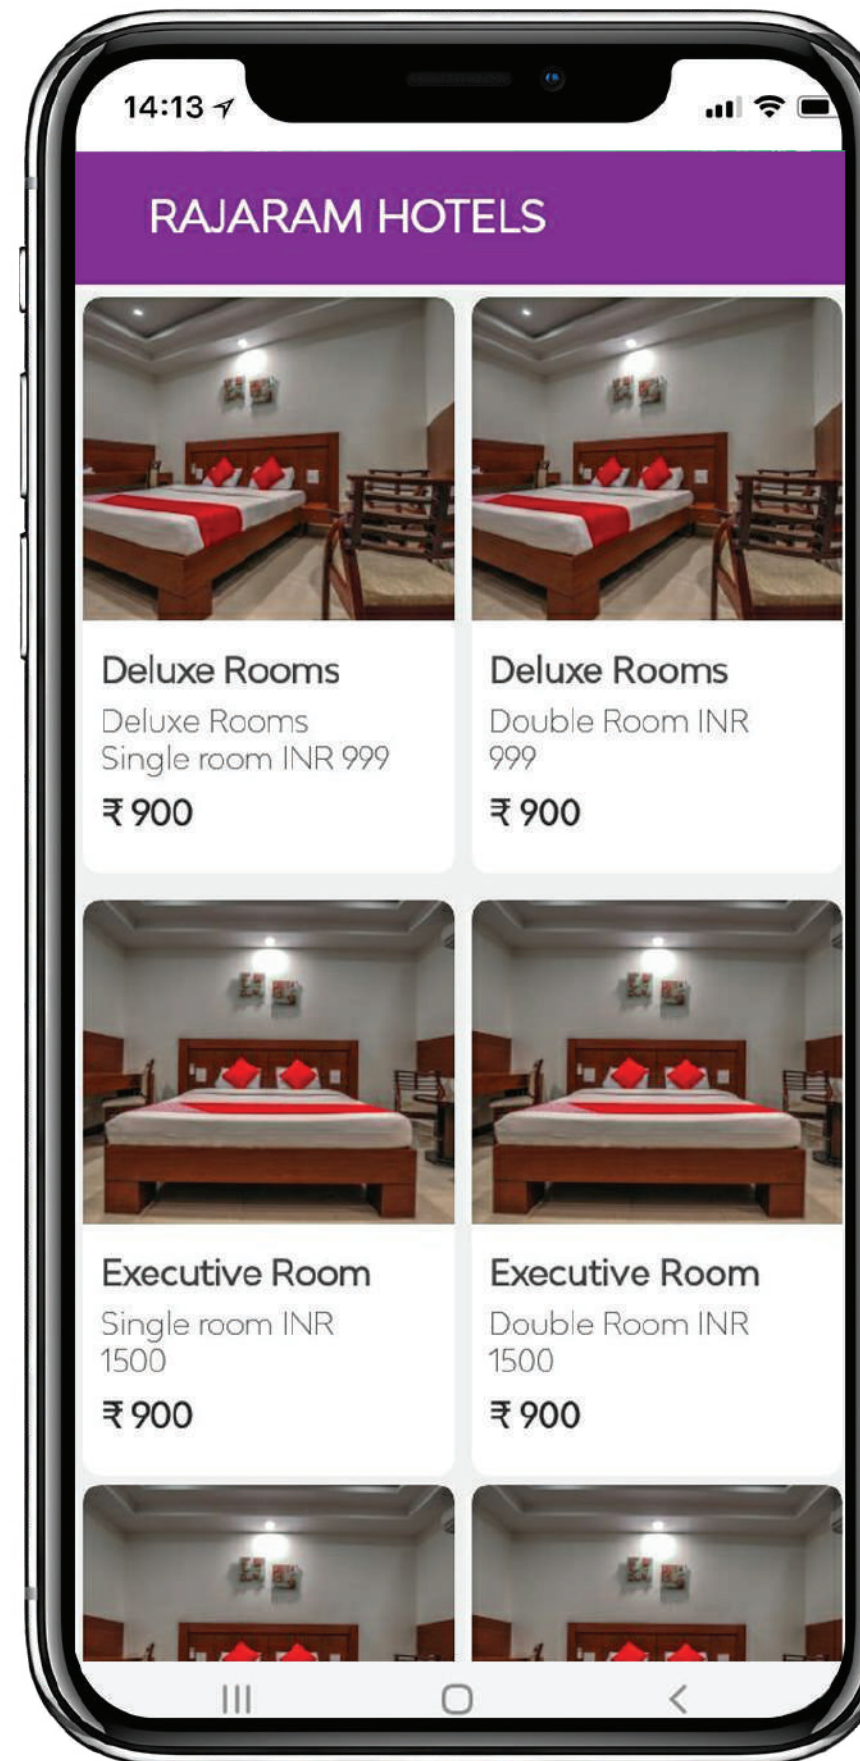 14:13
RAJARAM HOTELS
Deluxe Rooms
Deluxe Rooms
Single room INR 999
₹ 900
Deluxe Rooms
Double Room INR
999
₹ 900
Executive Room
Single room INR
1500
₹ 900
Executive Room
Double Room INR
1500
₹ 900